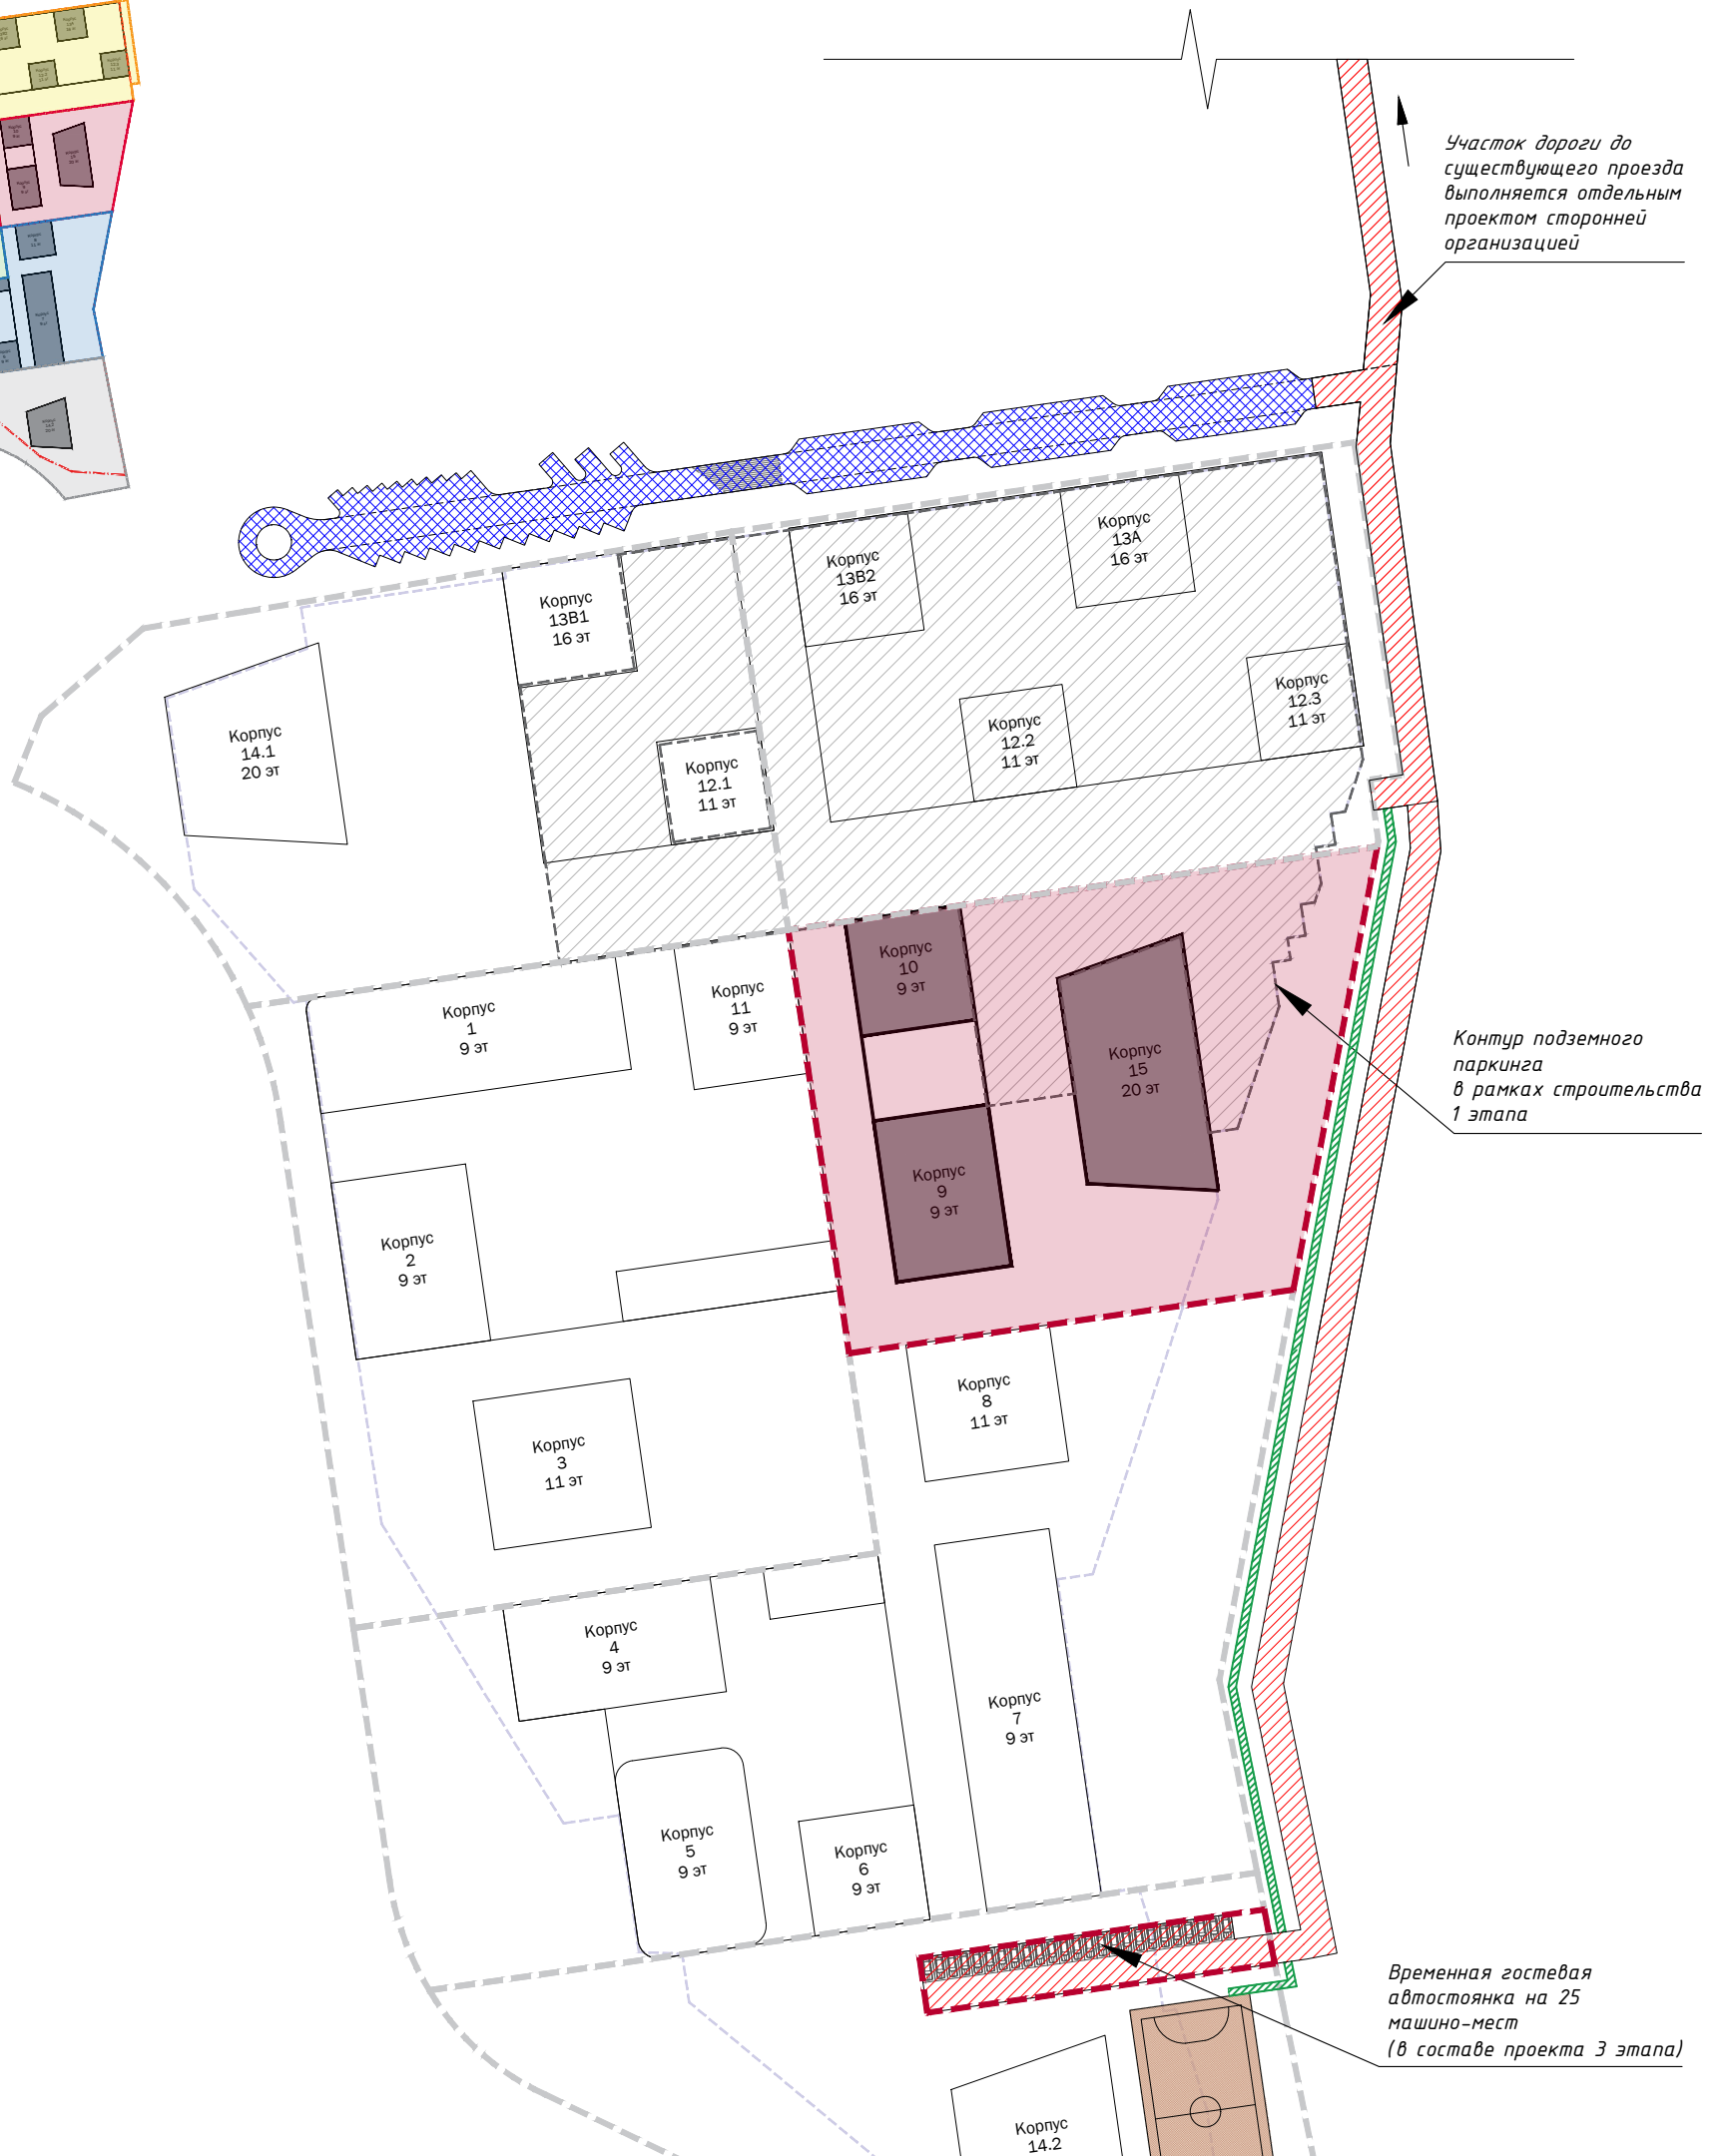 Участок дороги до
существующего проезда
выполняется отдельным
проектом сторонней
организацией
Корпус
13А
16 эт
Корпус
13В2
16 эт
Корпус
13В1
16 эт
Корпус
12.3
11 эт
Корпус
12.2
11 эт
Корпус
12.1
11 эт
Корпус
14.1
20 эт
Корпус
10
9 эт
Корпус
11
9 эт
Корпус
1
9 эт
Корпус
15
20 эт
Контур подземного
паркинга
в рамках строительства
1 этапа
Корпус
9
9 эт
Корпус
2
9 эт
Корпус
8
11 эт
Корпус
3
11 эт
Корпус
4
9 эт
Корпус
7
9 эт
Корпус
5
9 эт
Корпус
6
9 эт
Временная гостевая
автостоянка на 25
машино-мест
(в составе проекта 3 этапа)
Корпус
14.2